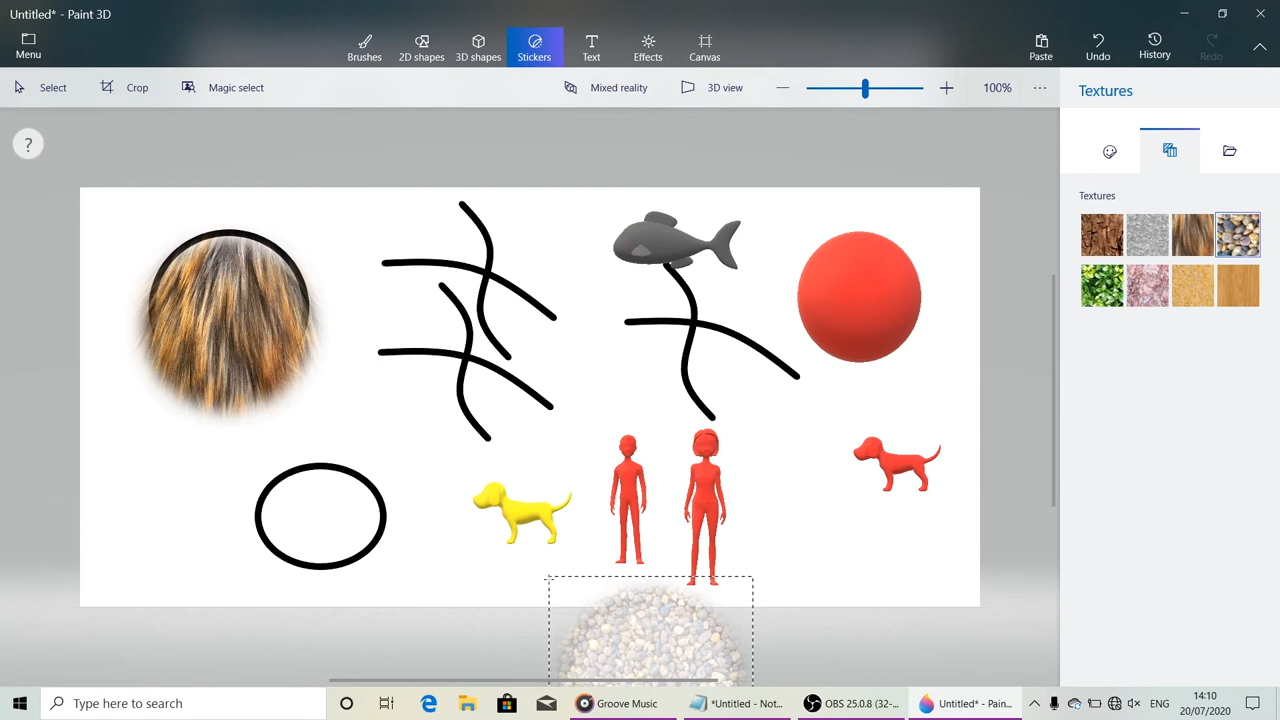 Untitled* - Paint 3D
Menu
Brushes
2D shapes
3D shapes
Stickers
Text
Effects
Canvas
Paste
Undo
History
Redo
Select
Crop
Magic select
Mixed reality
3D view
100%
Textures
?
Textures
Type here to search
Groove Music
*Untitled - Not...
OBS 25.0.8 (32-...
Untitled* - Pain...
ENG
14:10
20/07/2020